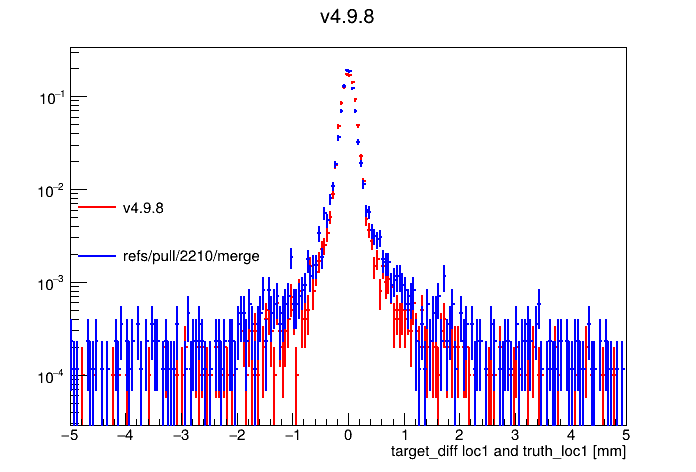 v4.9.8
10⁻¹
10⁻²
v4.9.8
refs/pull/2210/merge
10⁻³
10⁻⁴
−5 −4 −3 −2 −1 0 1 2 3 4 5
target_diff loc1 and truth_loc1 [mm]